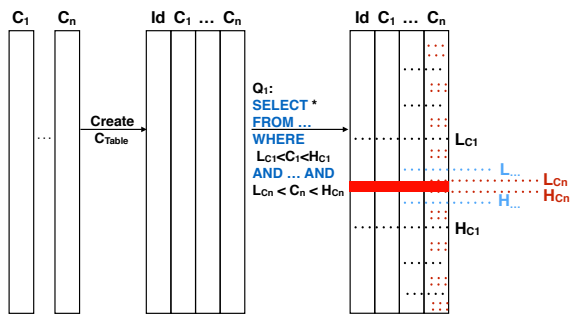 C1 Cn
...
Create
CTable
Id C1 ... Cn
Q1:
SELECT *
FROM ...
WHERE
LC1<C1<HC1
AND ... AND
LCn < Cn < HCn
Id C1 ... Cn
LC1
L...
LCn
HCn
H...
HC1